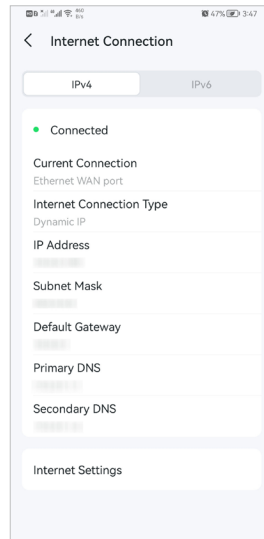 860
B/s
47% 3:47
Internet Connection
IPv4 IPv6
Connected
Current Connection
Ethernet WAN port
Internet Connection Type
Dynamic IP
IP Address
Subnet Mask
Default Gateway
Primary DNS
Secondary DNS
Internet Settings